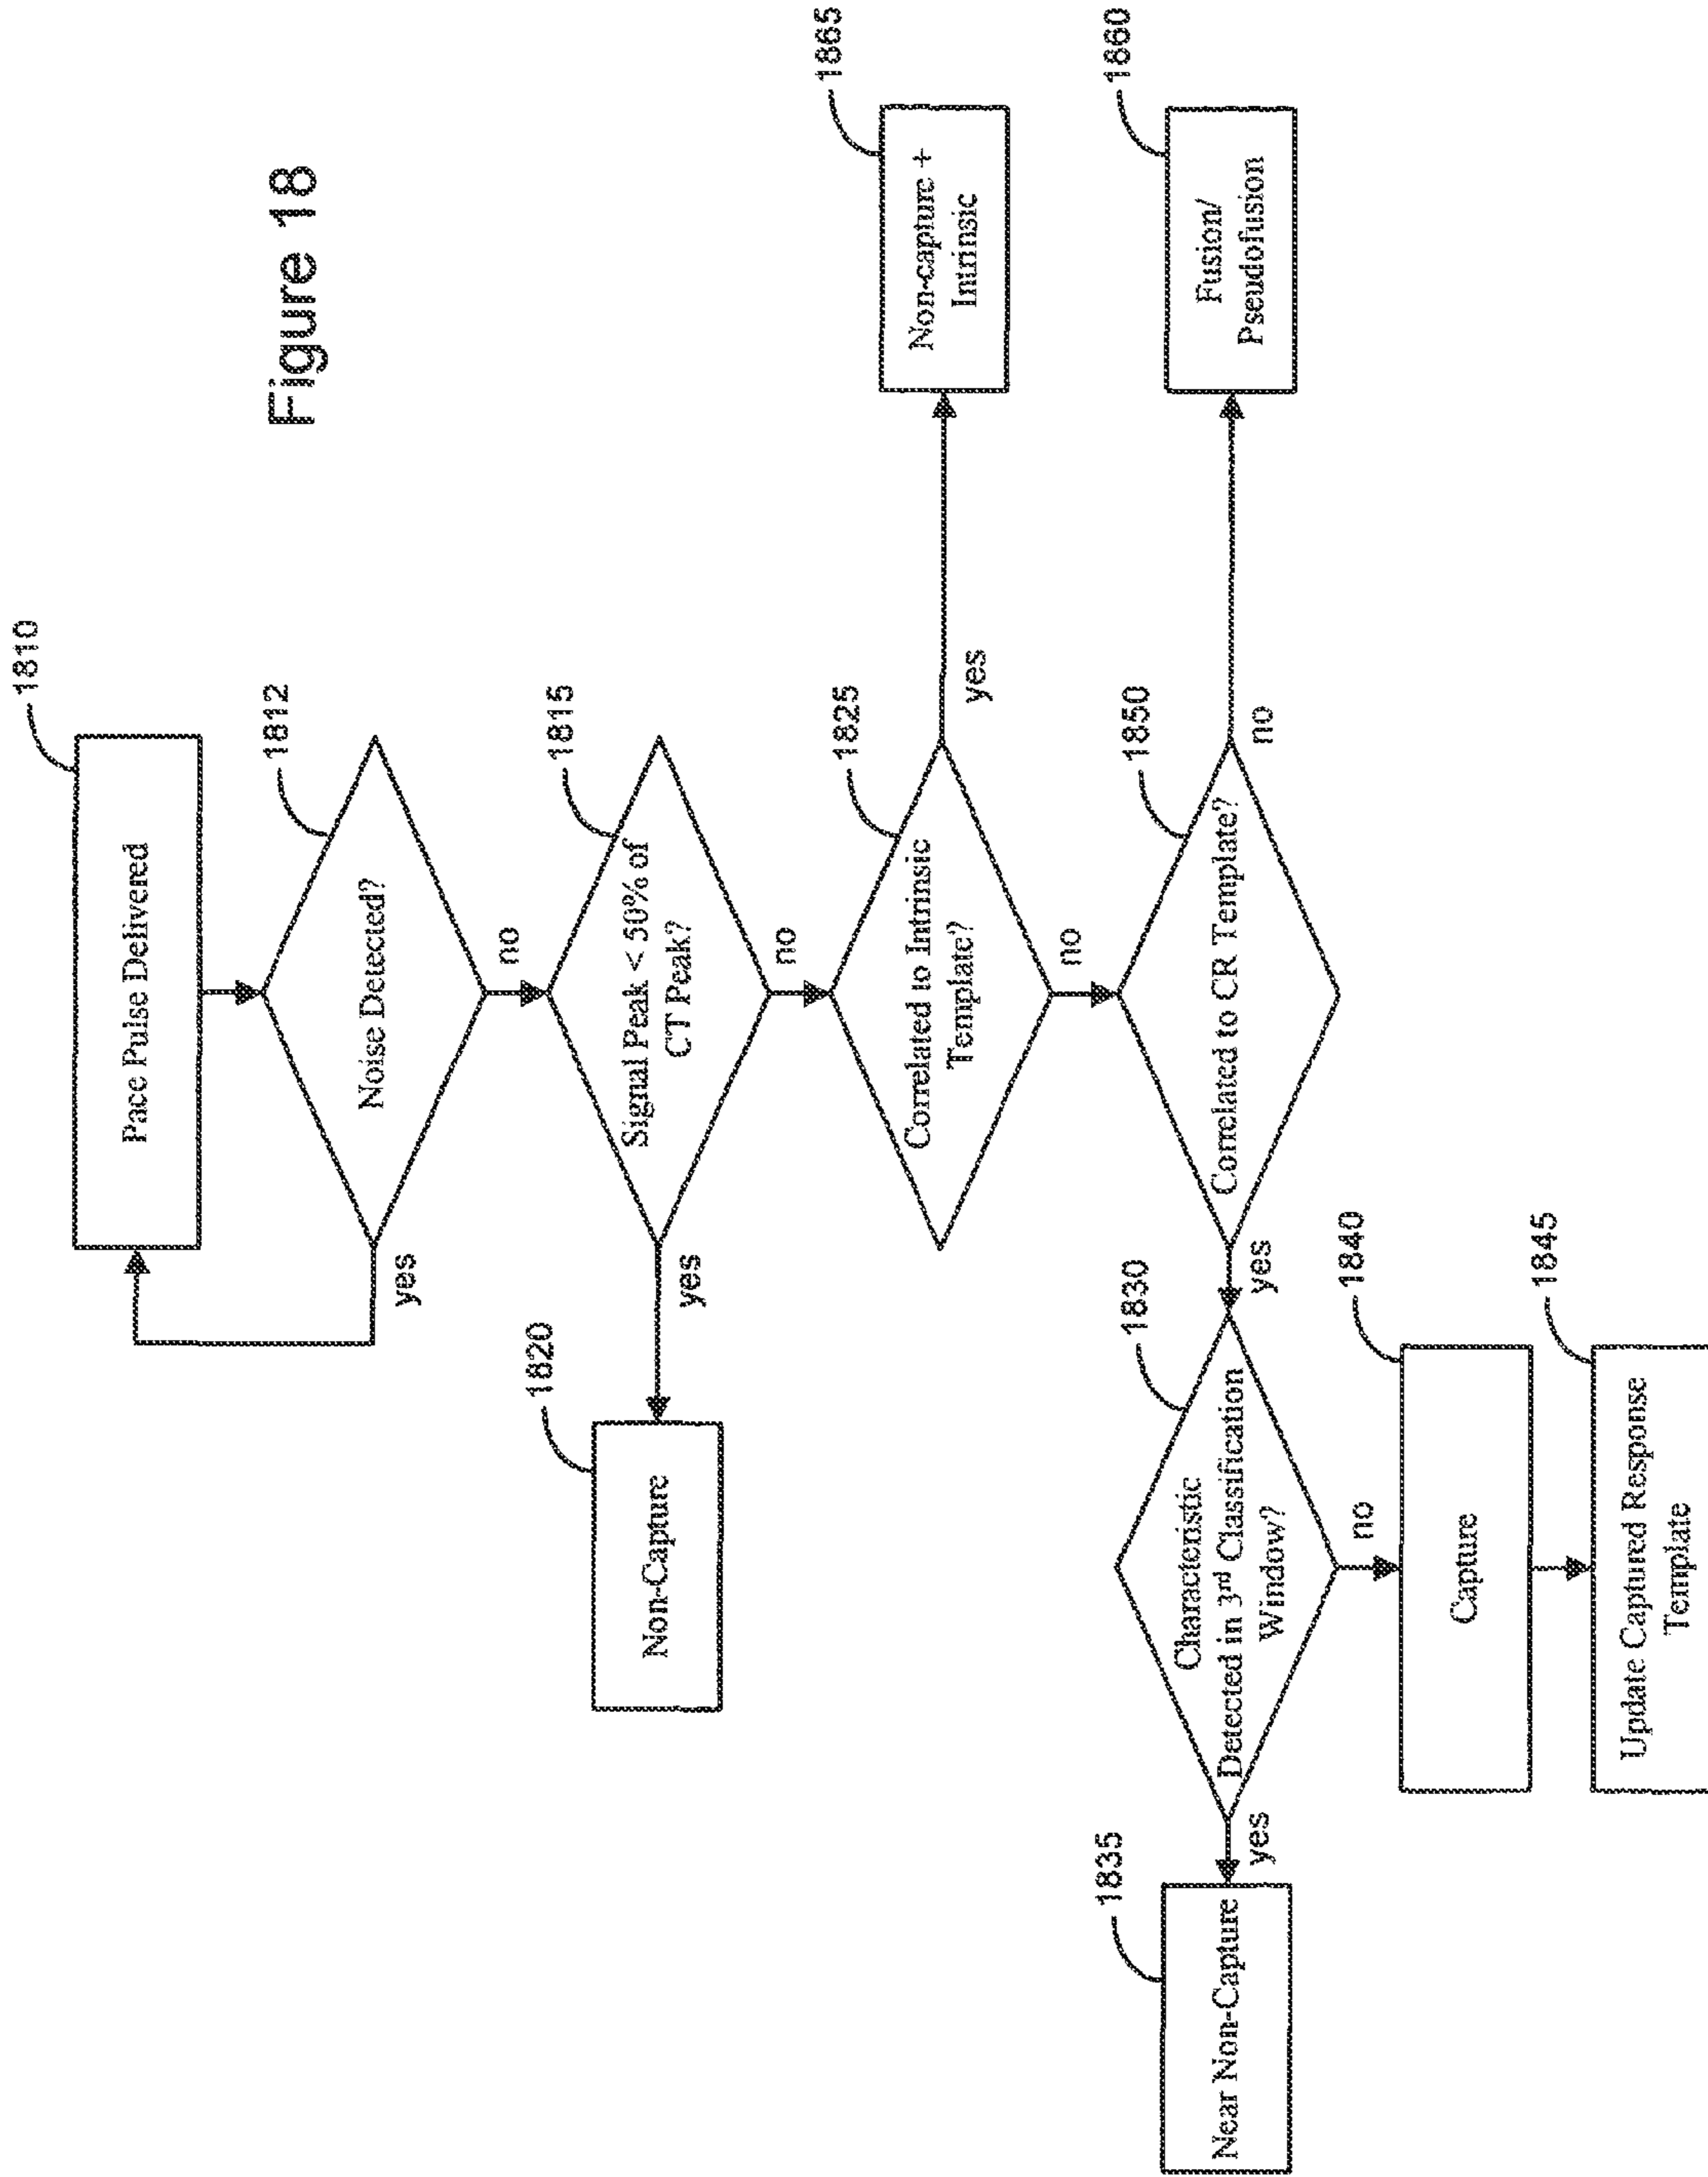 Figure 18
1810
Pace Pulse Delivered
1812
Noise Detected?
yes
no
1815
Signal Peak < 50% of
CT Peak?
yes
no
1820
Non-Capture
1825
Correlated to Intrinsic
Template?
yes
no
1865
Non-capture +
Intrinsic
1850
Correlated to CR Template?
yes
no
1860
Fusion/
Pseudofusion
1830
Characteristic
Detected in 3rd Classification
Window?
yes
no
1835
Near Non-Capture
1840
Capture
1845
Update Captured Response
Template